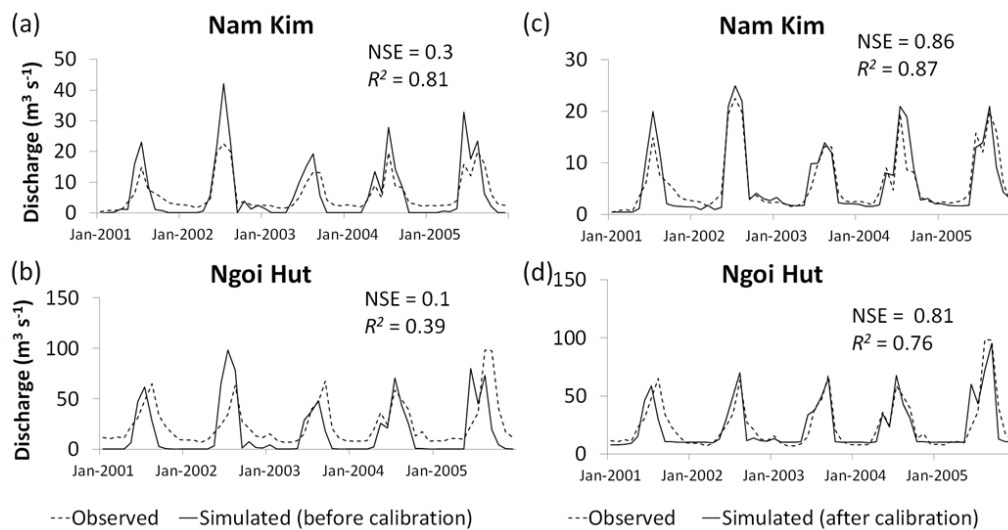 (a) Nam Kim
NSE = 0.3
R² = 0.81
Discharge (m³ s⁻¹)
50
40
30
20
10
0
Jan-2001 Jan-2002 Jan-2003 Jan-2004 Jan-2005
(c) Nam Kim
NSE = 0.86
R² = 0.87
30
20
10
0
Jan-2001 Jan-2002 Jan-2003 Jan-2004 Jan-2005
(b) Ngoi Hut
NSE = 0.1
R² = 0.39
Discharge (m³ s⁻¹)
150
100
50
0
Jan-2001 Jan-2002 Jan-2003 Jan-2004 Jan-2005
(d) Ngoi Hut
NSE = 0.81
R² = 0.76
150
100
50
0
Jan-2001 Jan-2002 Jan-2003 Jan-2004 Jan-2005
Observed Simulated (before calibration)
Observed Simulated (after calibration)